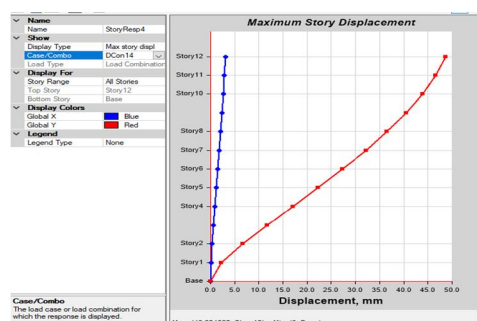 Name
Name StoryResp4
Show
Display Type Max story displ
Case/Combo DCon14
Load Type Load Combination
Display For
Story Range All Stories
Top Story Story12
Bottom Story Base
Display Colors
Global X Blue
Global Y Red
Legend
Legend Type None
Case/Combo
The load case or load combination for
which the response is displayed.
Maximum Story Displacement
Story12
Story11
Story10
Story8
Story7
Story6
Story5
Story4
Story2
Story1
Base
0.0 5.0 10.0 15.0 20.0 25.0 30.0 35.0 40.0 45.0 50.0
Displacement, mm